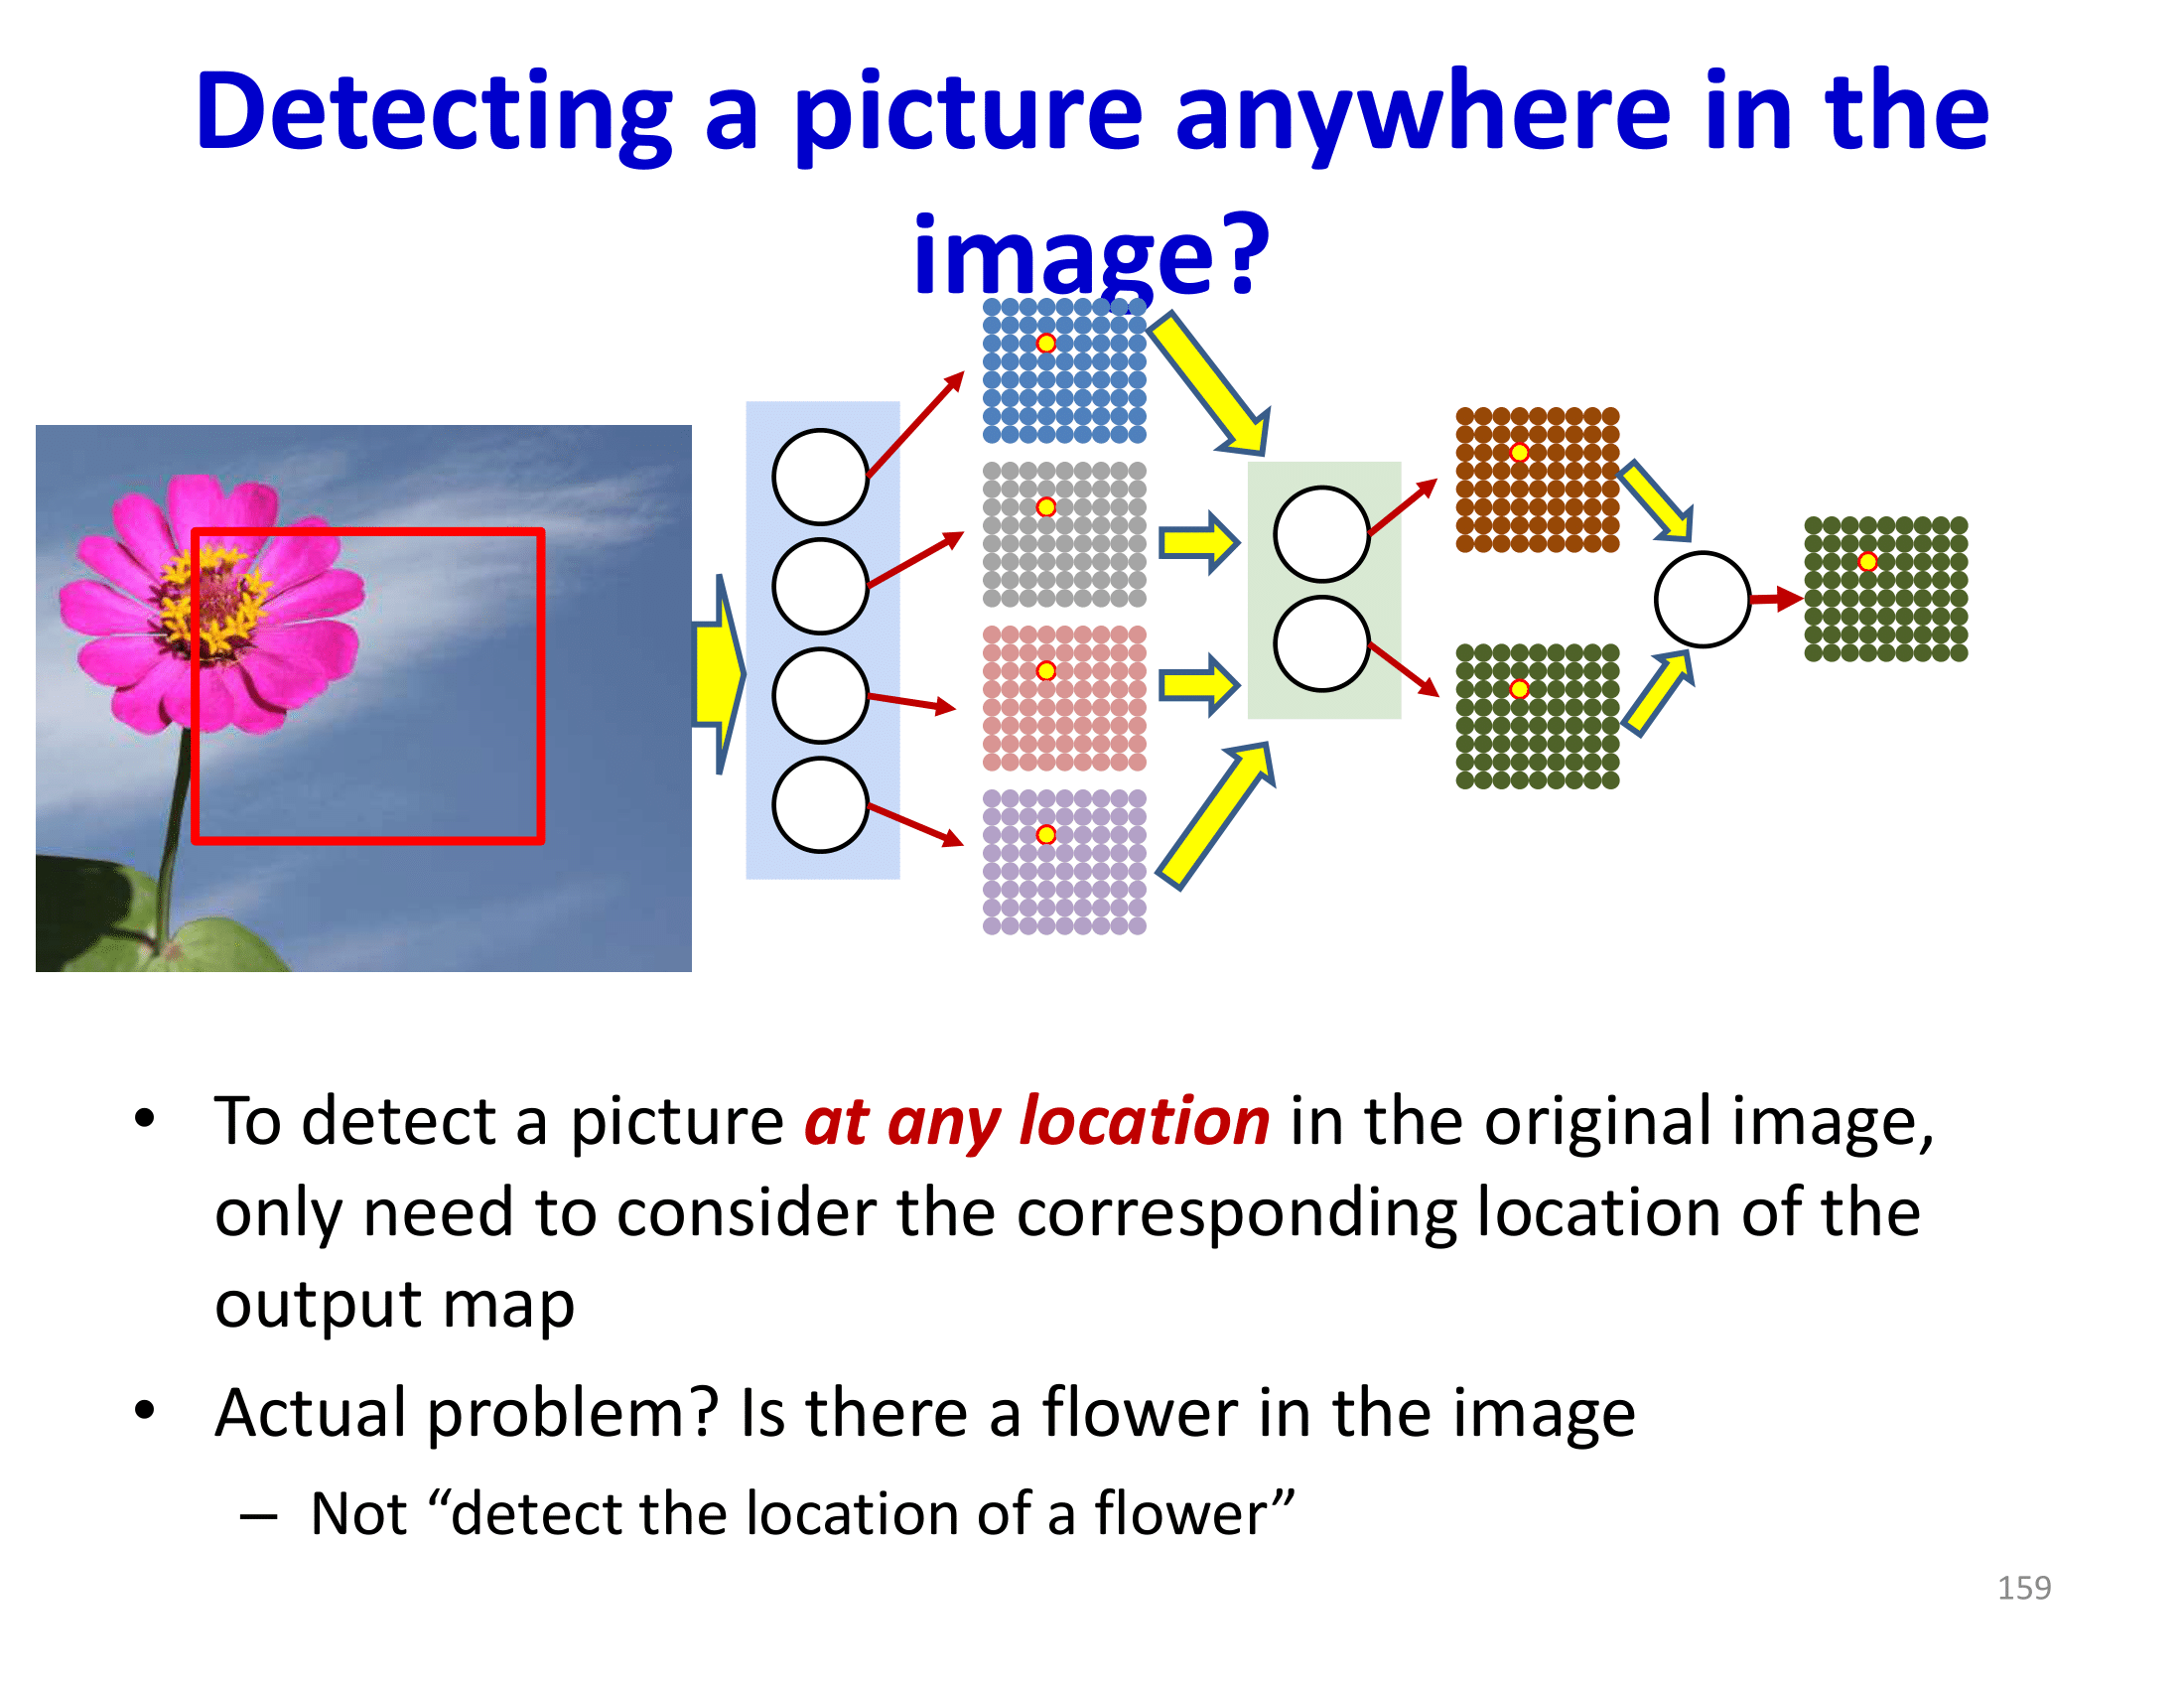 Detecting a picture anywhere in the
image?
• To detect a picture at any location in the original image,
only need to consider the corresponding location of the
output map
• Actual problem? Is there a flower in the image
– Not “detect the location of a flower”
159